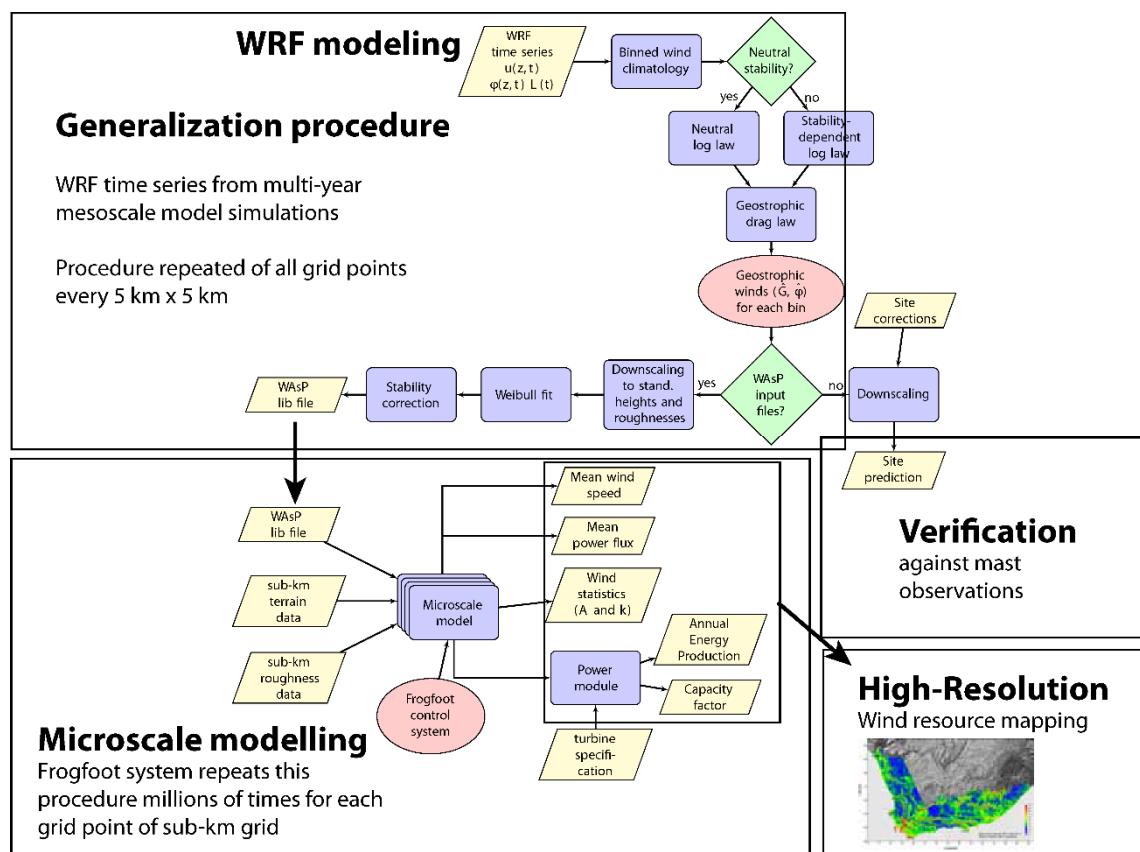 WRF modeling
WRF
time series
u(z,t)
φ(z,t) L(t)
Binned wind
climatology
Neutral
stability?
yes
no
Generalization procedure
Neutral
log law
Stability-
dependent
log law
WRF time series from multi-year
mesoscale model simulations
Geostrophic
drag law
Procedure repeated of all grid points
every 5 km x 5 km
Geostrophic
winds (Ĝ, φ̂)
for each bin
Site
corrections
WAsP
lib file
Stability
correction
Weibull fit
Downscaling
to stand.
heights and
roughnesses
yes
WAsP
input
files?
no
Downscaling
Site
prediction
Mean wind
speed
WAsP
lib file
Mean
power flux
Verification
against mast
observations
sub-km
terrain
data
Microscale
model
Wind
statistics
(A and k)
Annual
Energy
Production
sub-km
roughness
data
Power
module
Capacity
factor
Frogfoot
control
system
turbine
specifi-
cation
High-Resolution
Wind resource mapping
Microscale modelling
Frogfoot system repeats this
procedure millions of times for each
grid point of sub-km grid